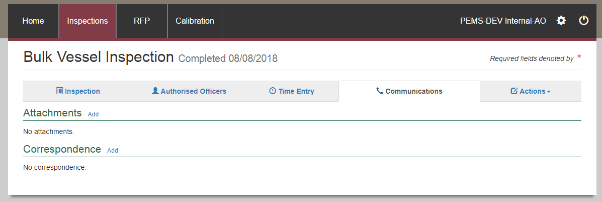 Home Inspections RFP Calibration PEMS-DEV Internal-AO
Bulk Vessel Inspection Completed 08/08/2018 Required fields denoted by *
Inspection Authorised Officers Time Entry Communications Actions
Attachments Add
No attachments.
Correspondence Add
No correspondence.